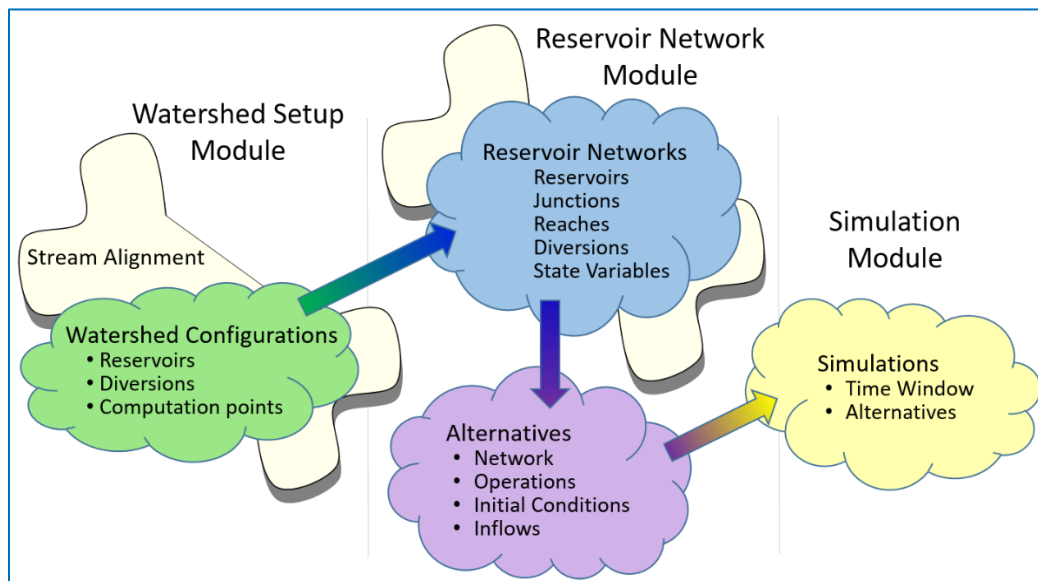 Watershed Setup
Module
Stream Alignment
Watershed Configurations
• Reservoirs
• Diversions
• Computation points
Reservoir Network
Module
Reservoir Networks
Reservoirs
Junctions
Reaches
Diversions
State Variables
Alternatives
• Network
• Operations
• Initial Conditions
• Inflows
Simulation
Module
Simulations
• Time Window
• Alternatives